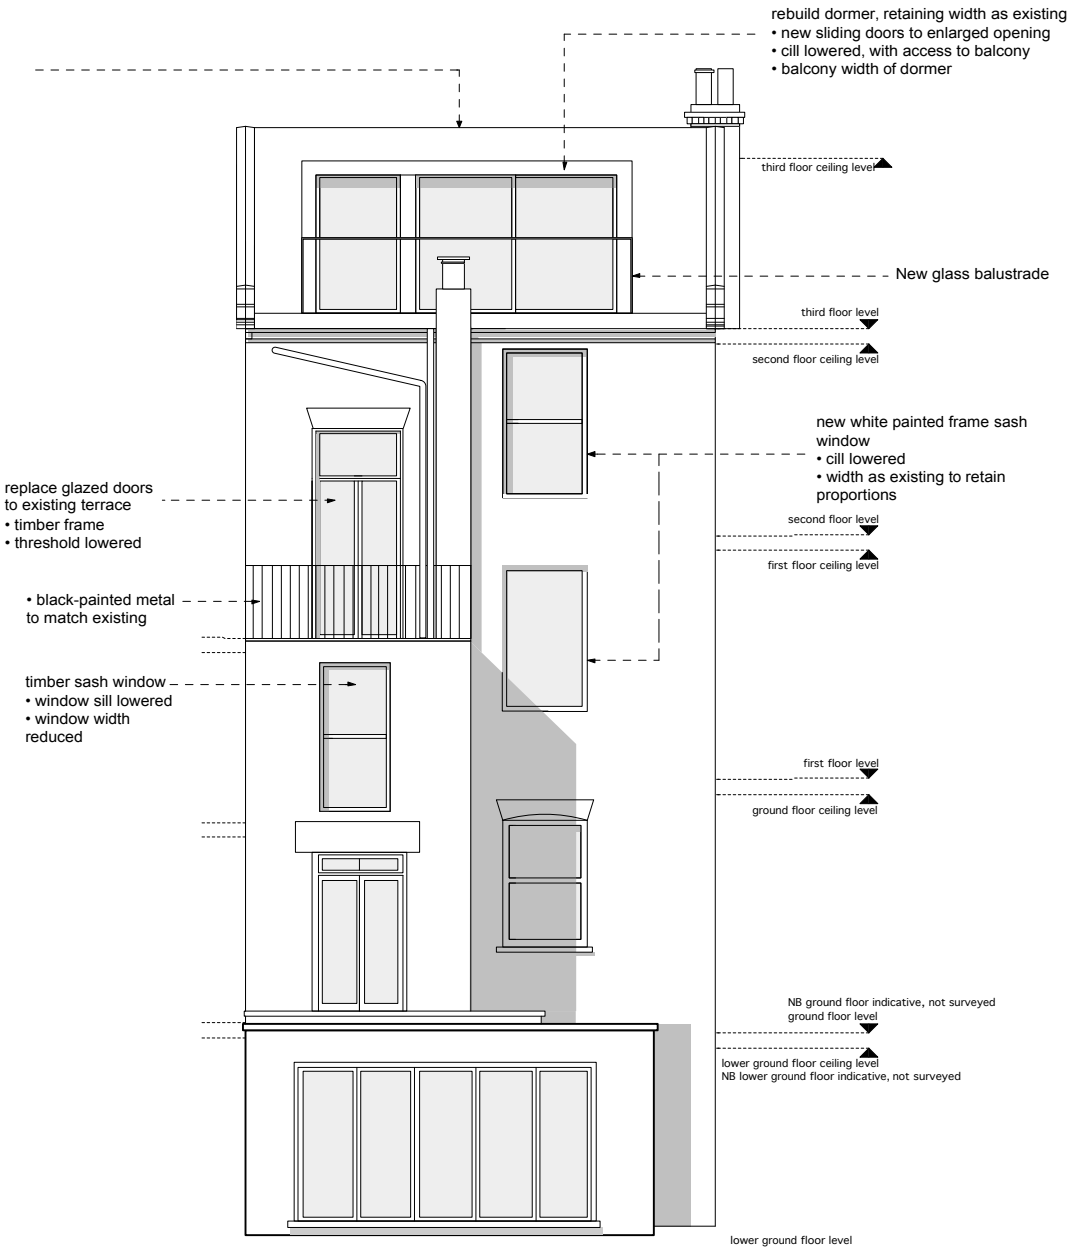 rebuild dormer, retaining width as existing
• new sliding doors to enlarged opening
• cill lowered, with access to balcony
• balcony width of dormer
third floor ceiling level
New glass balustrade
third floor level
second floor ceiling level
new white painted frame sash
window
• cill lowered
• width as existing to retain
proportions
replace glazed doors
to existing terrace
• timber frame
• threshold lowered
second floor level
first floor ceiling level
• black-painted metal
to match existing
timber sash window
• window sill lowered
• window width
reduced
first floor level
ground floor ceiling level
NB ground floor indicative, not surveyed
ground floor level
lower ground floor ceiling level
NB lower ground floor indicative, not surveyed
lower ground floor level